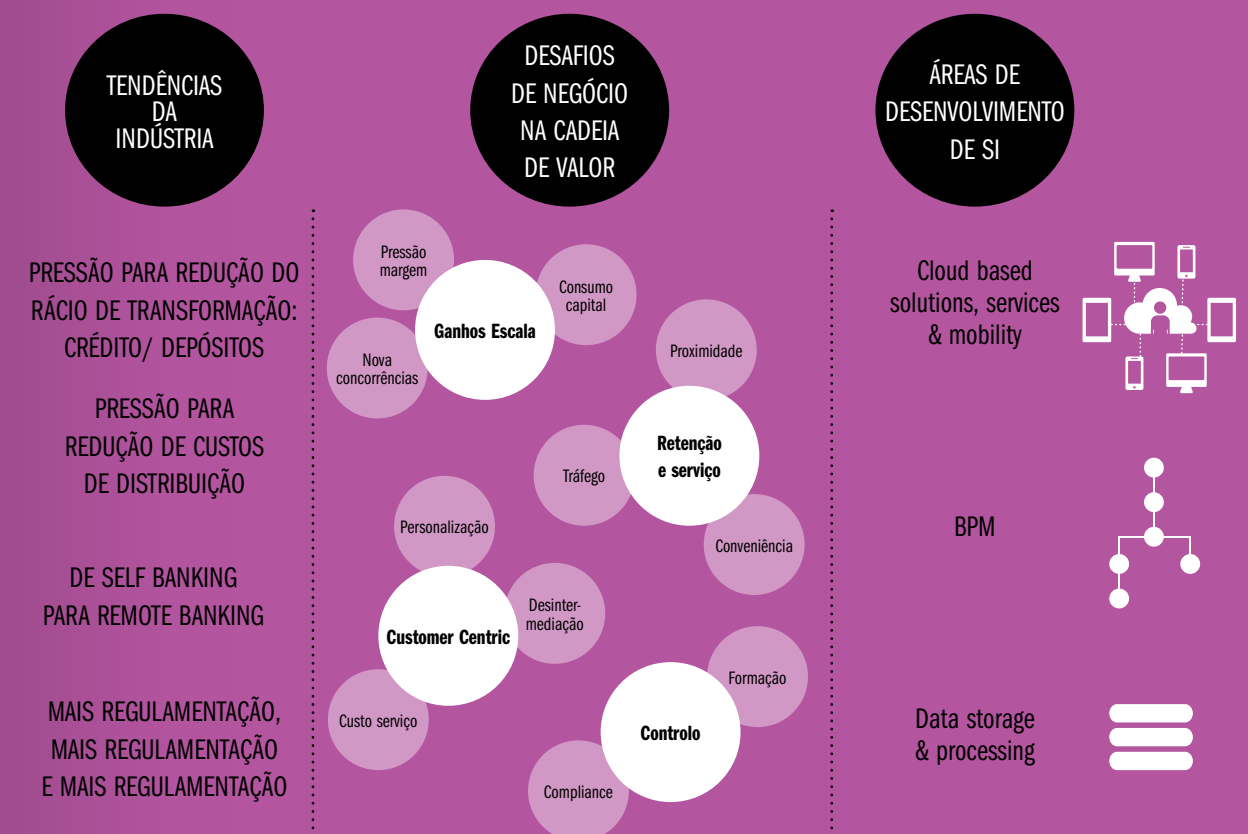 TENDÊNCIAS
DA
INDÚSTRIA
DESAFIOS
DE NEGÓCIO
NA CADEIA
DE VALOR
ÁREAS DE
DESENVOLVIMENTO
DE SI
PRESSÃO PARA REDUÇÃO DO
RÁCIO DE TRANSFORMAÇÃO:
CRÉDITO/ DEPÓSITOS
PRESSÃO PARA
REDUÇÃO DE CUSTOS
DE DISTRIBUIÇÃO
DE SELF BANKING
PARA REMOTE BANKING
MAIS REGULAMENTAÇÃO,
MAIS REGULAMENTAÇÃO
E MAIS REGULAMENTAÇÃO
Pressão
margem
Ganhos Escala
Consumo
capital
Nova
concorrências
Proximidade
Retenção
e serviço
Tráfego
Conveniência
Personalização
Customer Centric
Desinter-
mediação
Custo serviço
Formação
Controlo
Compliance
Cloud based
solutions, services
& mobility
BPM
Data storage
& processing